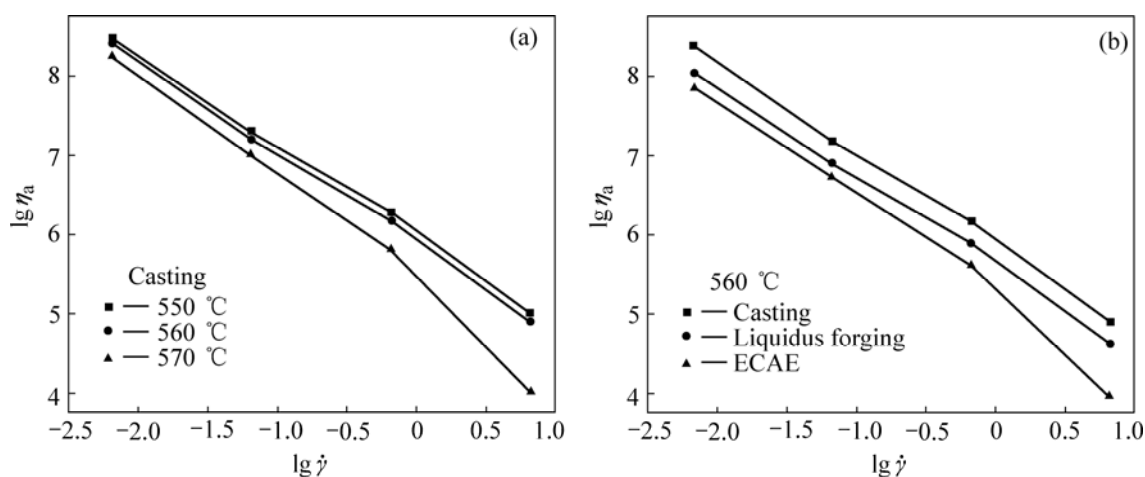 (a)
8
7
6
5
4
lg ηa
Casting
550 ℃
560 ℃
570 ℃
−2.5 −2.0 −1.5 −1.0 −0.5 0 0.5 1.0
lg γ̇
(b)
8
7
6
5
4
lg ηa
560 ℃
Casting
Liquidus forging
ECAE
−2.5 −2.0 −1.5 −1.0 −0.5 0 0.5 1.0
lg γ̇